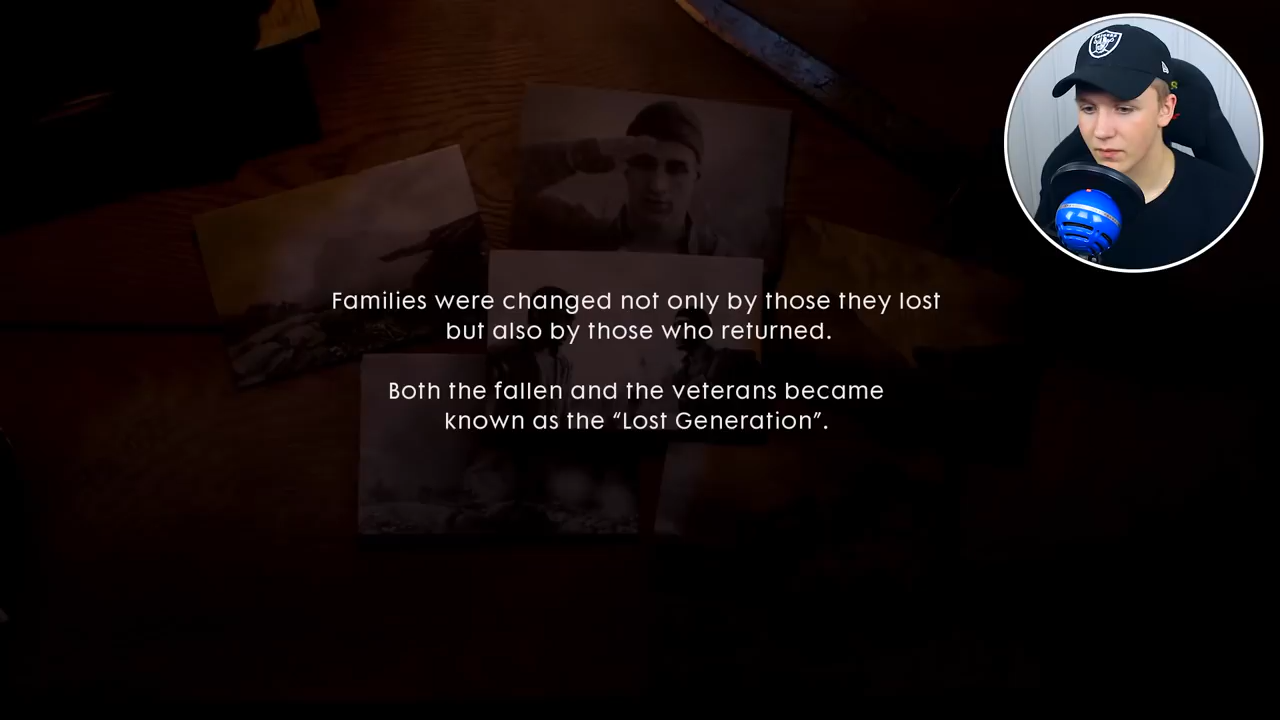 Families were changed not only by those they lost
but also by those who returned.
Both the fallen and the veterans became
known as the “Lost Generation”.
RAIDERS